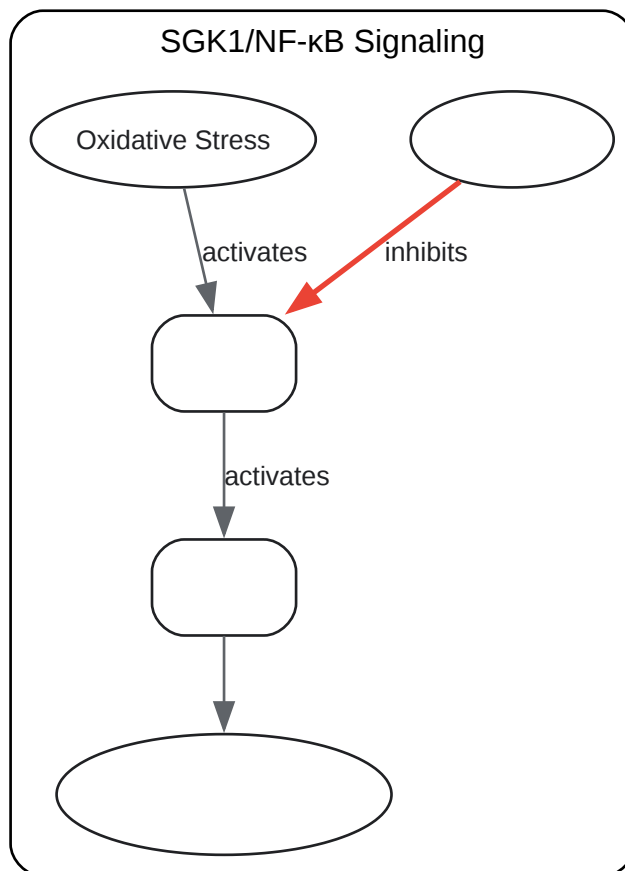 SGK1/NF-κB Signaling
Oxidative Stress
activates
inhibits
activates